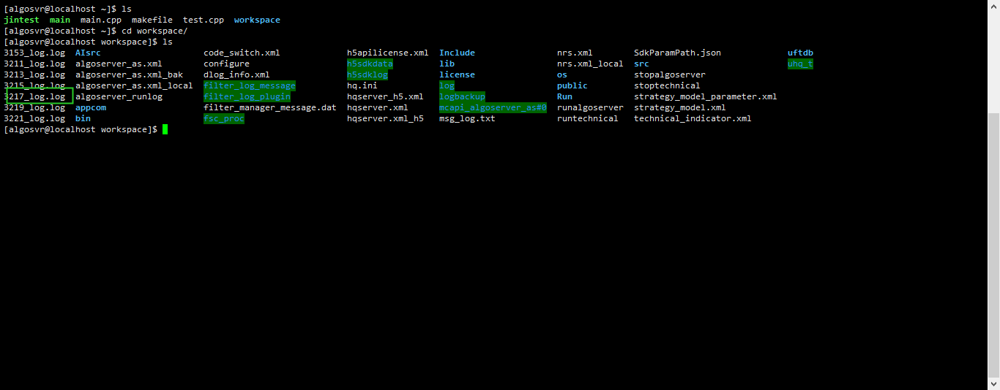 [algosvr@localhost ~]$ ls
jintest  main  main.cpp  makefile  test.cpp  workspace
[algosvr@localhost ~]$ cd workspace/
[algosvr@localhost workspace]$ ls
3153_log.log  AIsrc                    code_switch.xml            h5apilicense.xml  Include               nrs.xml        SdkParamPath.json             uftdb
3211_log.log  algoserver_as.xml        configure                  h5sdkdata         lib                   nrs.xml_local  src                           uhq_t
3213_log.log  algoserver_as.xml_bak    dlog_info.xml              h5sdklog          license               os             stopalgoserver
3215_log.log  algoserver_as.xml_local  filter_log_message         hq.ini            log                   public         stoptechnical
3217_log.log  algoserver_runlog        filter_log_plugin          hqserver_h5.xml   logbackup             Run            strategy_model_parameter.xml
3219_log.log  appcom                   filter_manager_message.dat  hqserver.xml      mcapi_algoserver_as#0  runalgoserver  strategy_model.xml
3221_log.log  bin                      fsc_proc                   hqserver.xml_h5   msg_log.txt           runtechnical   technical_indicator.xml
[algosvr@localhost workspace]$